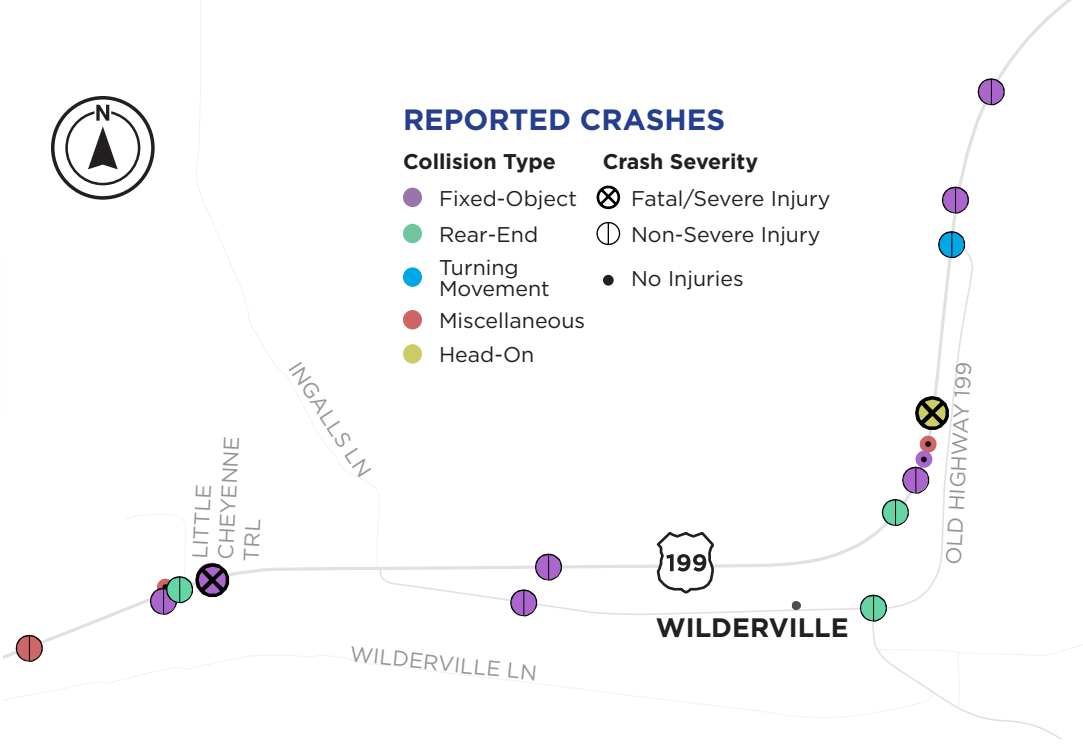 N
REPORTED CRASHES
Collision Type
Crash Severity
Fixed-Object
Fatal/Severe Injury
Rear-End
Non-Severe Injury
Turning
Movement
No Injuries
Miscellaneous
Head-On
INGALLS LN
OLD HIGHWAY 199
LITTLE
CHEYENNE
TRL
199
WILDERVILLE
WILDERVILLE LN